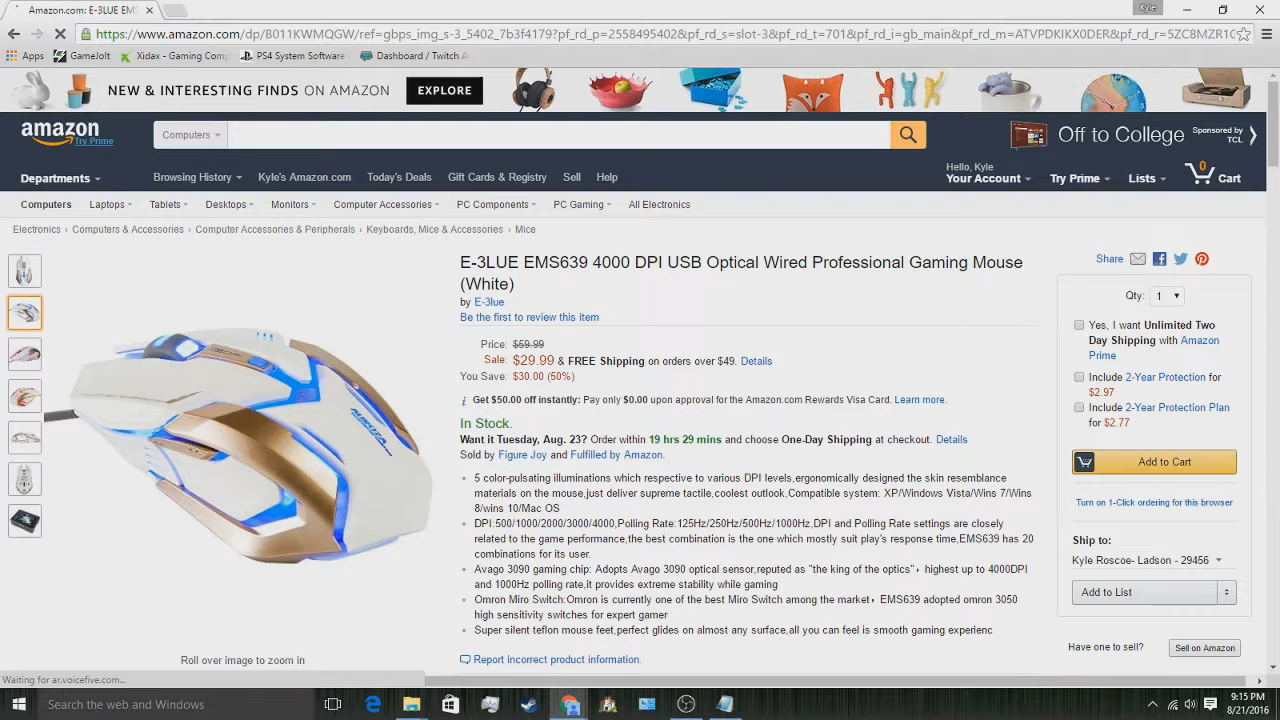 Amazon.com: E-3LUE EMS
Kyle
https://www.amazon.com/dp/B011KWMQGW/ref=gbps_img_s-3_5402_7b3f4179?pf_rd_p=2558495402&pf_rd_s=slot-3&pf_rd_t=701&pf_rd_i=gb_main&pf_rd_m=ATVPDKIKX0DER&pf_rd_r=5ZC8MZR1C
Apps GameJolt Xidax - Gaming Com PS4 System Software Dashboard / Twitch
NEW & INTERESTING FINDS ON AMAZON EXPLORE
amazon
Try Prime
Computers
Off to College
Sponsored by
TCL
Departments
Browsing History Kyle's Amazon.com Today's Deals Gift Cards & Registry Sell Help
Hello, Kyle
Your Account
Try Prime
Lists
0
Cart
Computers Laptops Tablets Desktops Monitors Computer Accessories PC Components PC Gaming All Electronics
Electronics › Computers & Accessories › Computer Accessories & Peripherals › Keyboards, Mice & Accessories › Mice
E-3LUE EMS639 4000 DPI USB Optical Wired Professional Gaming Mouse
(White)
by E-3lue
Be the first to review this item
Price: $59.99
Sale: $29.99 & FREE Shipping on orders over $49. Details
You Save: $30.00 (50%)
Get $50.00 off instantly: Pay only $0.00 upon approval for the Amazon.com Rewards Visa Card. Learn more.
In Stock.
Want it Tuesday, Aug. 23? Order within 19 hrs 29 mins and choose One-Day Shipping at checkout. Details
Sold by Figure Joy and Fulfilled by Amazon.
• 5 color-pulsating illuminations which respective to various DPI levels,ergonomically designed the skin resemblance
materials on the mouse,just deliver supreme tactile,coolest outlook,Compatible system: XP/Windows Vista/Wins 7/Wins
8/wins 10/Mac OS
• DPI:500/1000/2000/3000/4000,Polling Rate:125Hz/250Hz/500Hz/1000Hz,DPI and Polling Rate settings are closely
related to the game performance,the best combination is the one which mostly suit play's response time,EMS639 has 20
combinations for its user.
• Avago 3090 gaming chip: Adopts Avago 3090 optical sensor,reputed as "the king of the optics"，highest up to 4000DPI
and 1000Hz polling rate,it provides extreme stability while gaming
• Omron Miro Switch:Omron is currently one of the best Miro Switch among the market，EMS639 adopted omron 3050
high sensitivity switches for expert gamer
• Super silent teflon mouse feet,perfect glides on almost any surface,all you can feel is smooth gaming experienc
Report incorrect product information.
Roll over image to zoom in
Share
Qty: 1
Yes, I want Unlimited Two
Day Shipping with Amazon
Prime
Include 2-Year Protection for
$2.97
Include 2-Year Protection Plan
for $2.77
Add to Cart
Turn on 1-Click ordering for this browser
Ship to:
Kyle Roscoe- Ladson - 29456
Add to List
Have one to sell? Sell on Amazon
Waiting for ar.voicefive.com...
Search the web and Windows
9:15 PM
8/21/2016